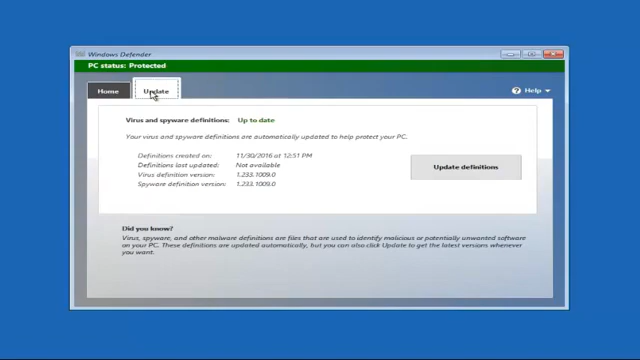 Windows Defender
PC status: Protected
Home
Update
Help
Virus and spyware definitions: Up to date
Your virus and spyware definitions are automatically updated to help protect your PC.
Definitions created on: 11/30/2016 at 12:51 PM
Definitions last updated: Not available
Virus definition version: 1.233.1009.0
Spyware definition version: 1.233.1009.0
Update definitions
Did you know?
Virus, spyware, and other malware definitions are files that are used to identify malicious or potentially unwanted software
on your PC. These definitions are updated automatically, but you can also click Update to get the latest versions whenever
you want.